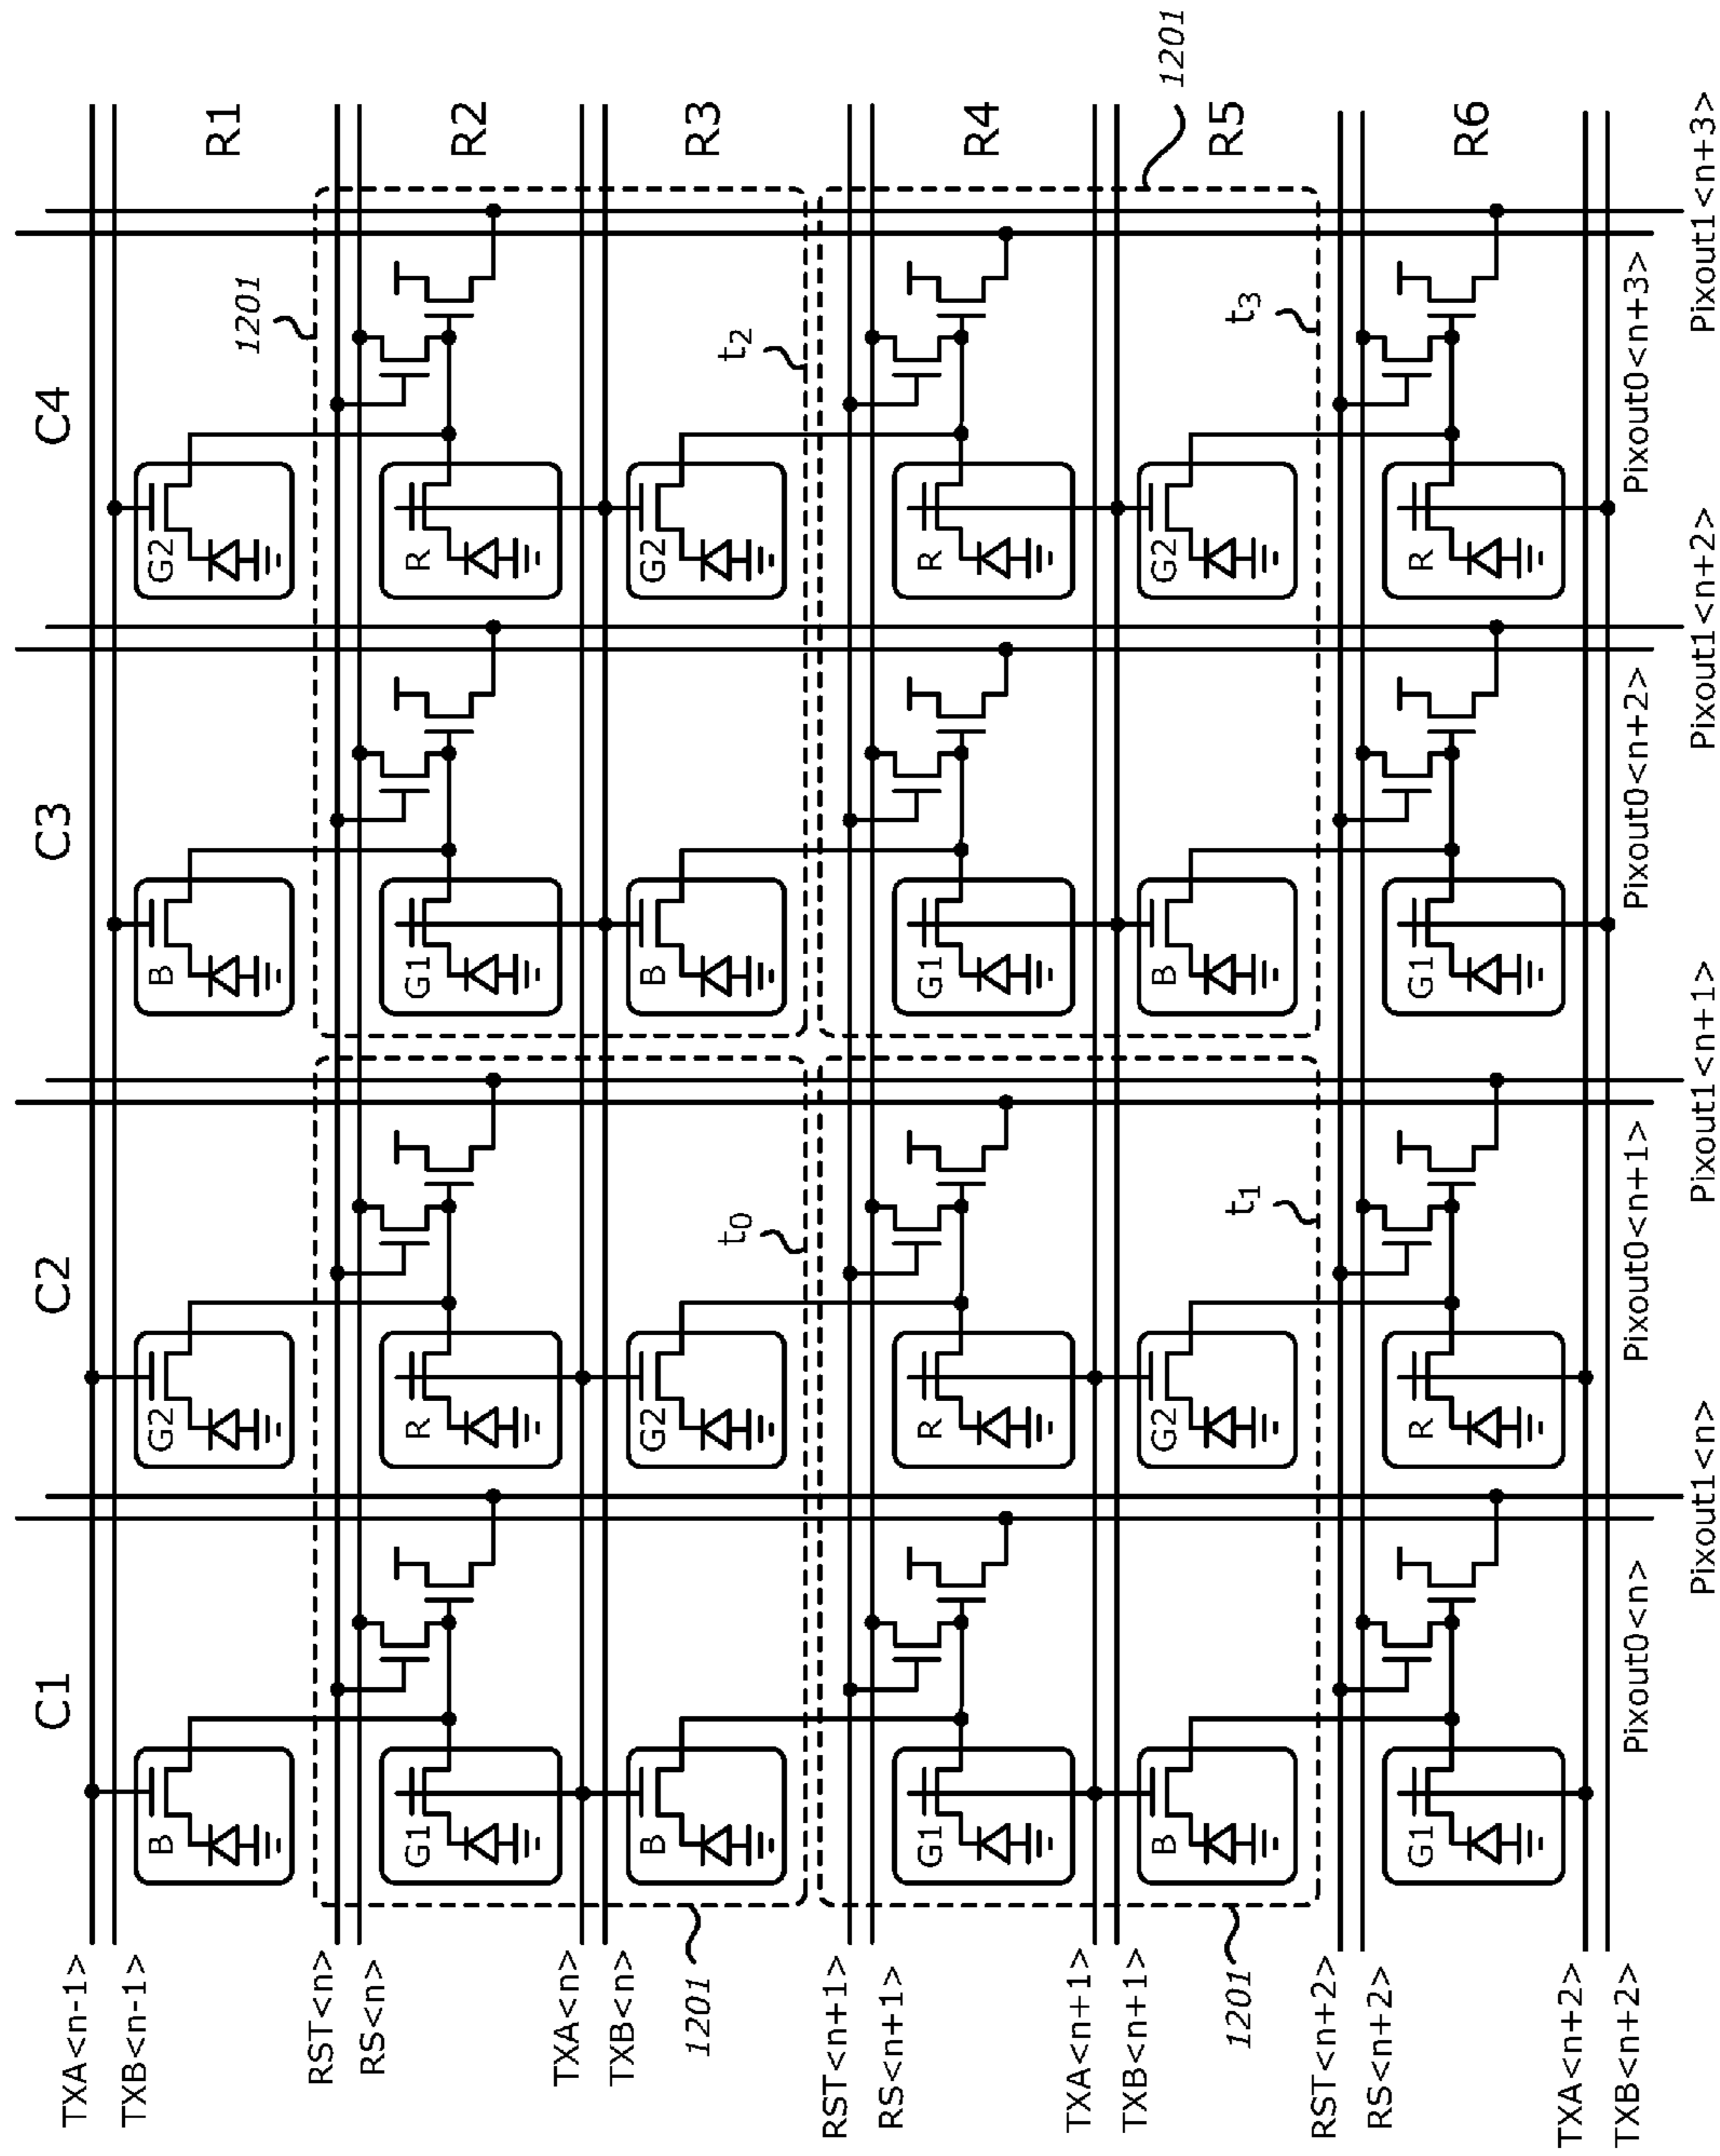 C1
C2
C3
C4
TXA<n-1>
TXB<n-1>
B
G2
B
G2
R1
1201
RST<n>
RS<n>
G1
R
G1
R
R2
TXA<n>
TXB<n>
1201
B
G2
B
G2
R3
t0
t2
RST<n+1>
RS<n+1>
G1
R
G1
R
R4
TXA<n+1>
TXB<n+1>
1201
B
G2
B
G2
R5
1201
t1
t3
RST<n+2>
RS<n+2>
G1
R
G1
R
R6
TXA<n+2>
TXB<n+2>
Pixout0<n>
Pixout0<n+1>
Pixout0<n+2>
Pixout0<n+3>
Pixout1<n>
Pixout1<n+1>
Pixout1<n+2>
Pixout1<n+3>